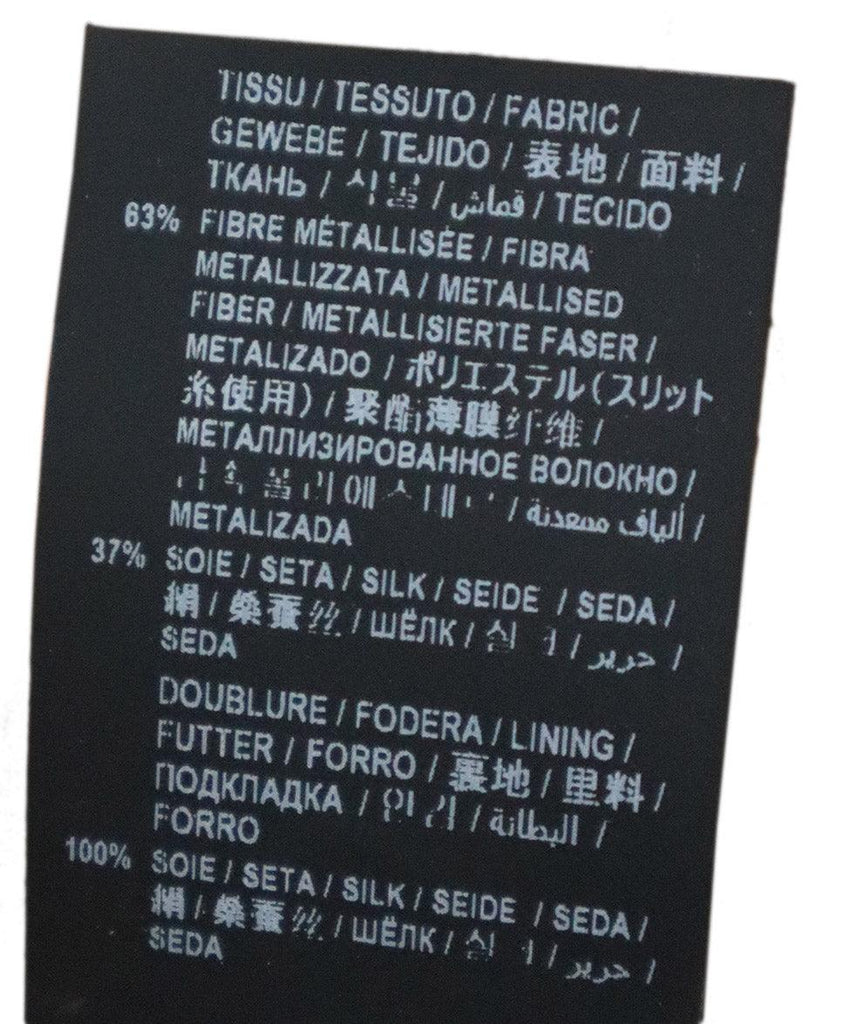 TISSU / TESSUTO / FABRIC /
GEWEBE / TEJIDO / 表地 / 面料 /
ТКАНЬ / / قماش / TECIDO
63% FIBRE MÉTALLISÉE / FIBRA
METALLIZZATA / METALLISED
FIBER / METALLISIERTE FASER /
METALIZADO / ポリエステル(スリット
糸使用) / 聚酯薄膜纤维 /
МЕТАЛЛИЗИРОВАННОЕ ВОЛОКНО /
/ ألياف معدنة /
METALIZADA
37% SOIE / SETA / SILK / SEIDE / SEDA /
絹 / 桑蚕丝 / ШЁЛК / / حرير /
SEDA
DOUBLURE / FODERA / LINING /
FUTTER / FORRO / 裏地 / 里料 /
ПОДКЛАДКА / / البطانة /
FORRO
100% SOIE / SETA / SILK / SEIDE / SEDA /
絹 / 桑蚕丝 / ШЁЛК / / حرير /
SEDA